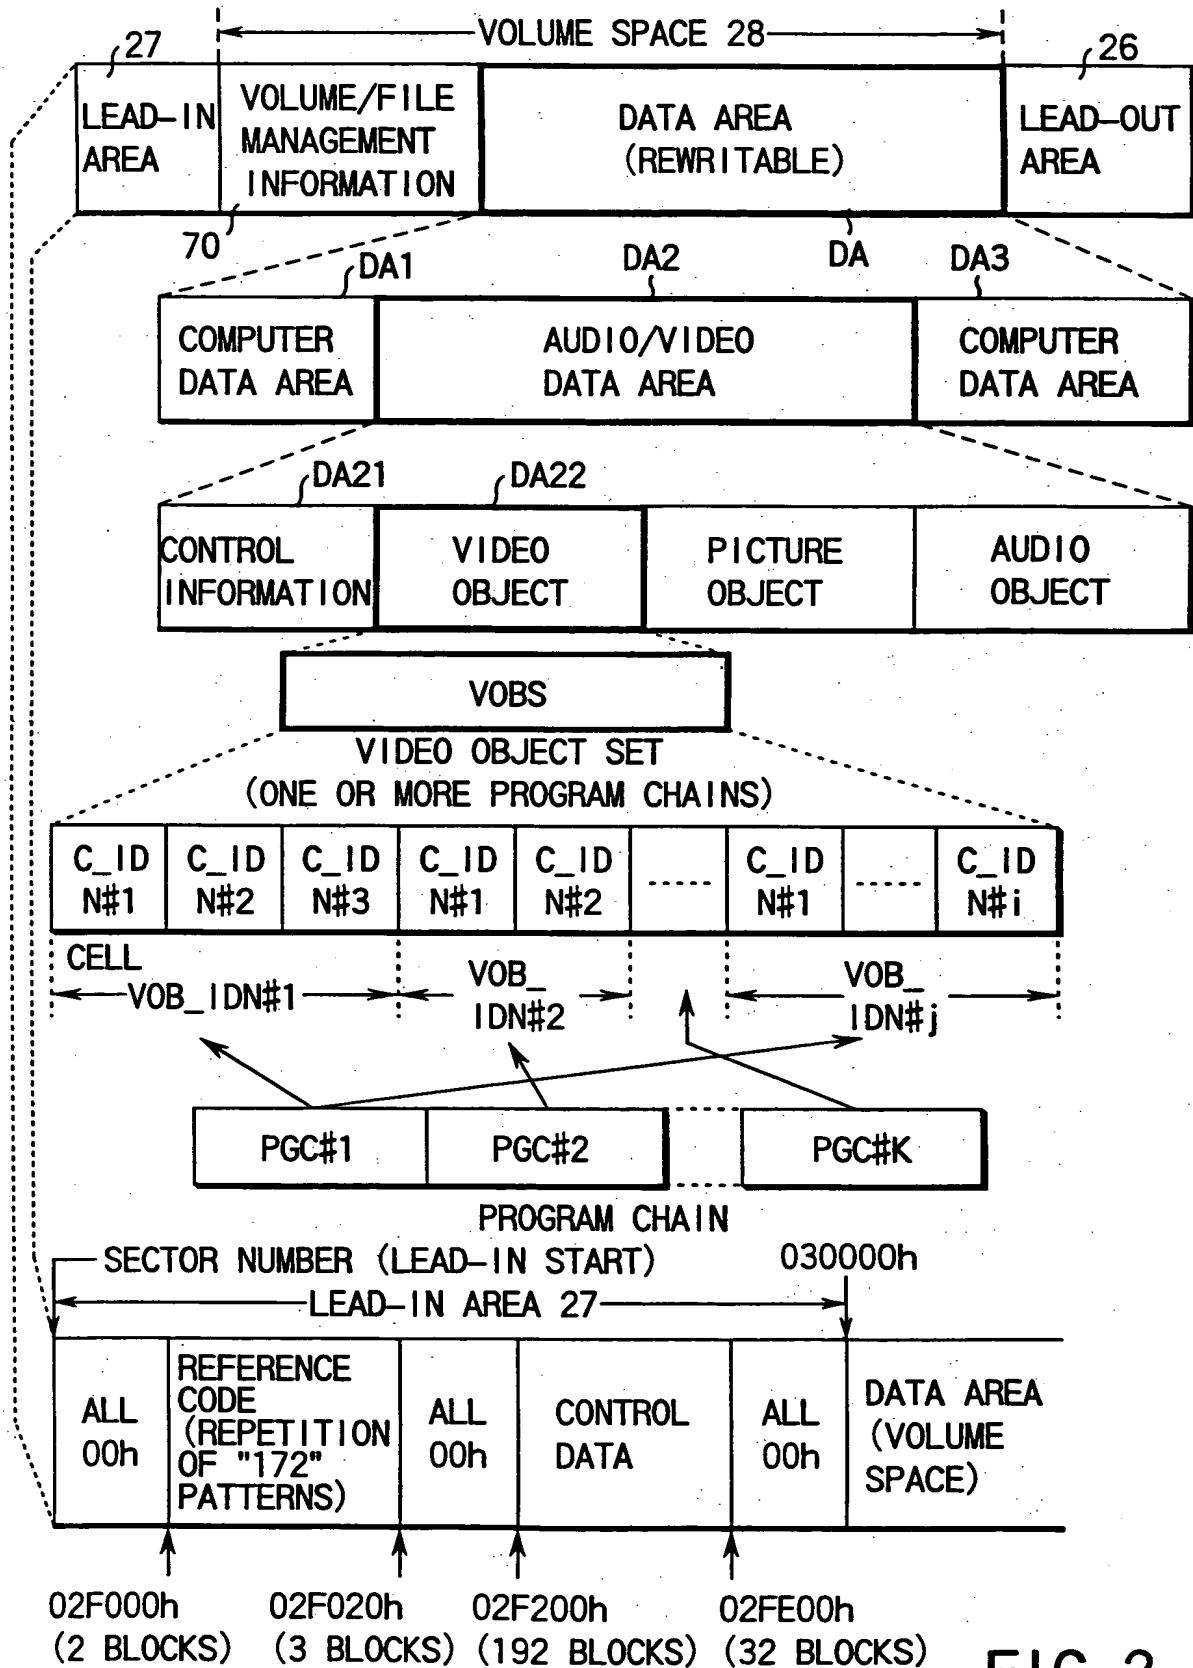 VOLUME SPACE 28
27
26
LEAD-IN
AREA
VOLUME/FILE
MANAGEMENT
INFORMATION
DATA AREA
(REWRITABLE)
LEAD-OUT
AREA
70
DA
DA1
DA2
DA3
COMPUTER
DATA AREA
AUDIO/VIDEO
DATA AREA
COMPUTER
DATA AREA
DA21
DA22
CONTROL
INFORMATION
VIDEO
OBJECT
PICTURE
OBJECT
AUDIO
OBJECT
VOBS
VIDEO OBJECT SET
(ONE OR MORE PROGRAM CHAINS)
C_ID
N#1
C_ID
N#2
C_ID
N#3
C_ID
N#1
C_ID
N#2
C_ID
N#1
C_ID
N#i
CELL
VOB_IDN#1
VOB_
IDN#2
VOB_
IDN#j
PGC#1
PGC#2
PGC#K
PROGRAM CHAIN
SECTOR NUMBER (LEAD-IN START)
030000h
LEAD-IN AREA 27
ALL
00h
REFERENCE
CODE
(REPETITION
OF "172"
PATTERNS)
ALL
00h
CONTROL
DATA
ALL
00h
DATA AREA
(VOLUME
SPACE)
02F000h
(2 BLOCKS)
02F020h
(3 BLOCKS)
02F200h
(192 BLOCKS)
02FE00h
(32 BLOCKS)